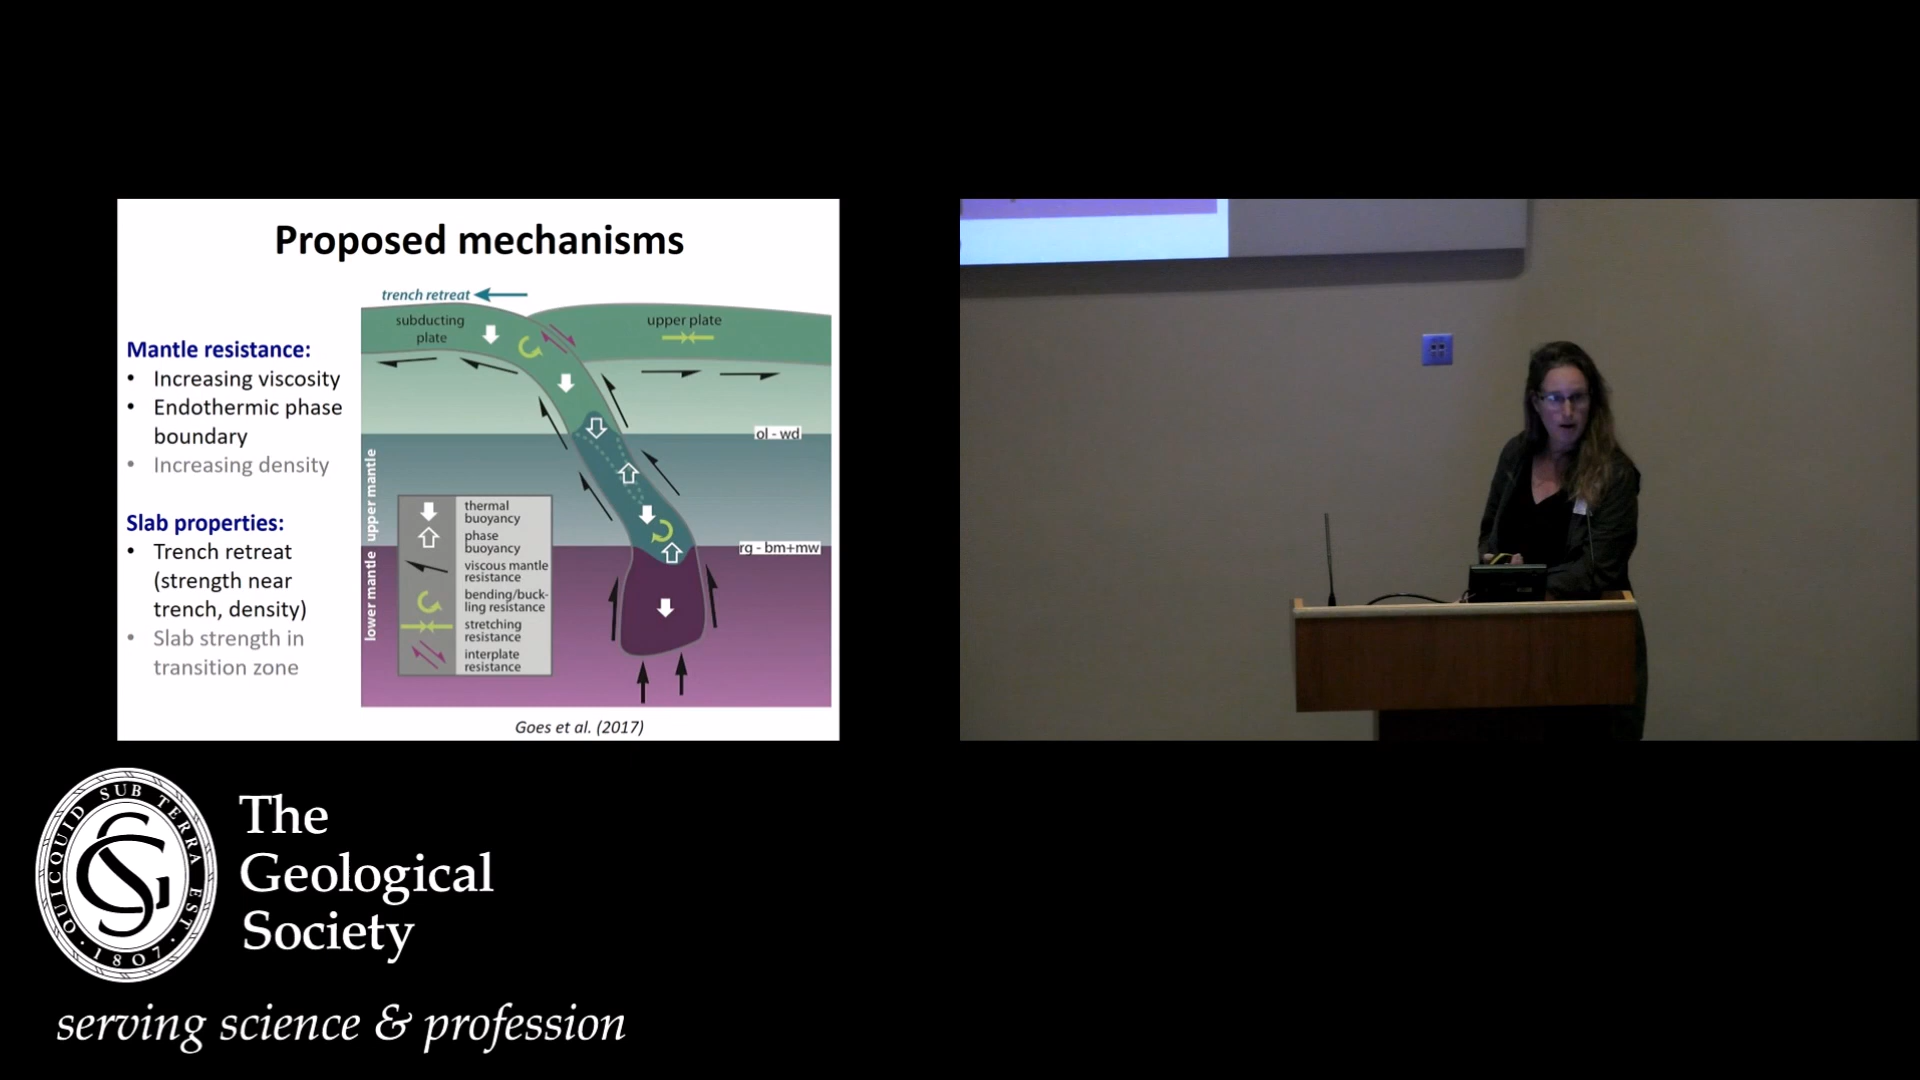 Proposed mechanisms
trench retreat
subducting
plate
upper plate
Mantle resistance:
• Increasing viscosity
• Endothermic phase
boundary
• Increasing density
Slab properties:
• Trench retreat
(strength near
trench, density)
• Slab strength in
transition zone
ol - wd
rg - bm+mw
upper mantle
lower mantle
thermal
buoyancy
phase
buoyancy
viscous mantle
resistance
bending/buck-
ling resistance
stretching
resistance
interplate
resistance
Goes et al. (2017)
QUICQUID SUB TERRA EST
· 1807 ·
GS
The
Geological
Society
serving science & profession